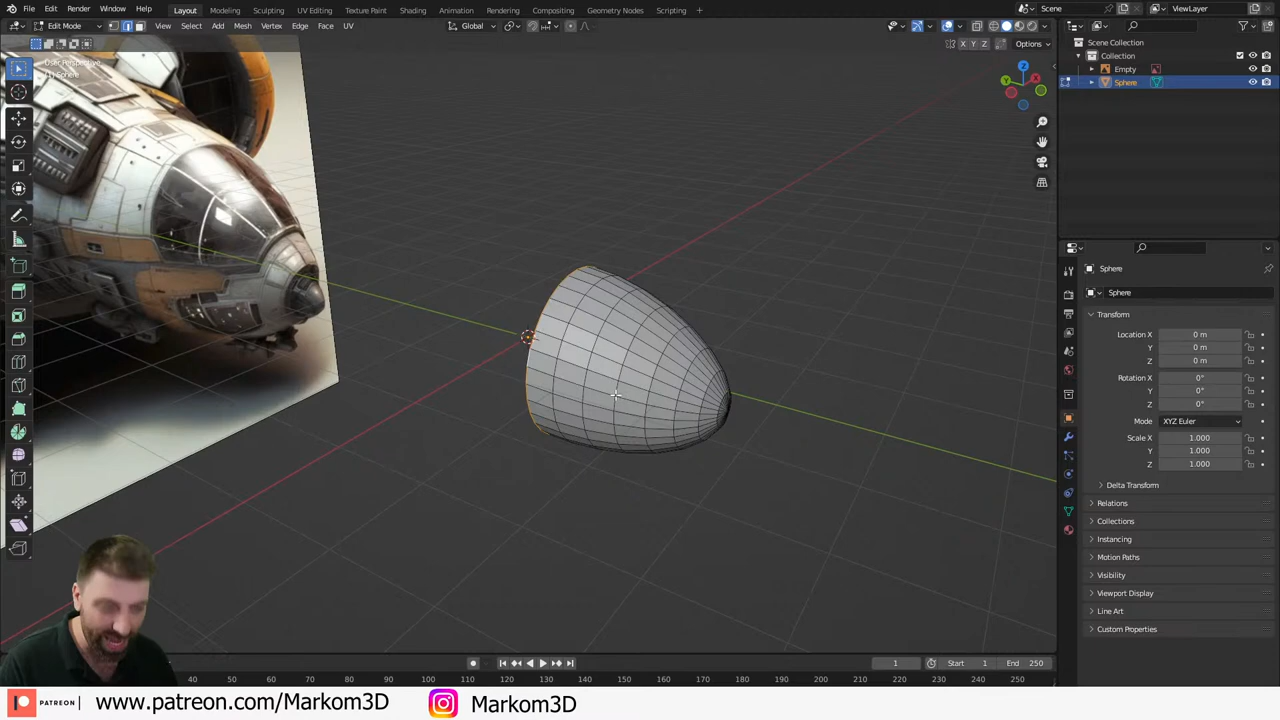 File Edit Render Window Help Layout Modeling Sculpting UV Editing Texture Paint Shading Animation Rendering Compositing Geometry Nodes Scripting Scene ViewLayer
Edit Mode View Select Add Mesh Vertex Edge Face UV Global
X Y Z Options
Scene Collection
Collection
Empty
Sphere
User Perspective
(1) Sphere
Z
X
Y
Sphere
Sphere
Transform
Location X 0 m
Y 0 m
Z 0 m
Rotation X 0°
Y 0°
Z 0°
Mode XYZ Euler
Scale X 1.000
Y 1.000
Z 1.000
Delta Transform
Relations
Collections
Instancing
Motion Paths
Visibility
Viewport Display
Line Art
Custom Properties
1 Start 1 End 250
40 50 60 70 80 90 100 110 120 130 140 150 160 170 180 190 200 210 220 230 240 250
PATREON www.patreon.com/Markom3D Markom3D